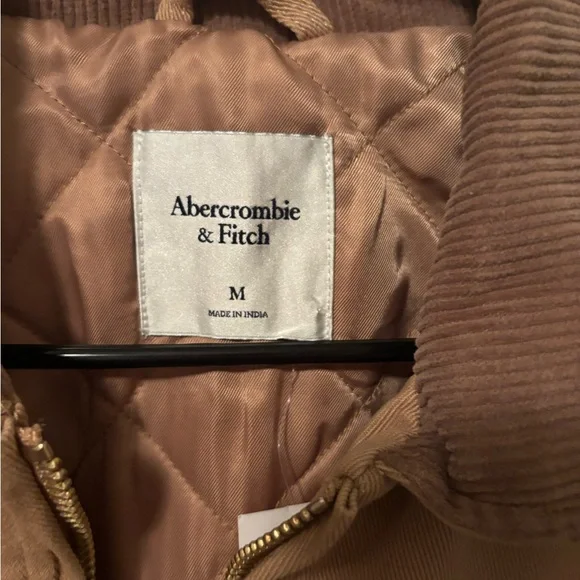 Abercrombie
& Fitch
M
MADE IN INDIA